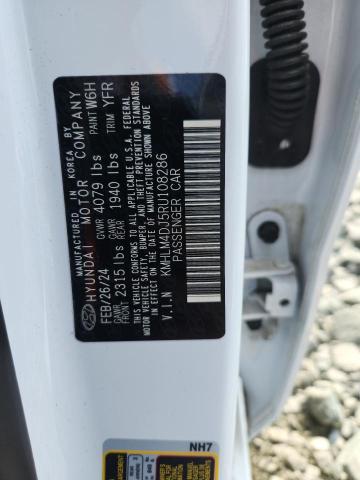 MANUFACTURED IN KOREA BY
HYUNDAI MOTOR COMPANY
FEB/26/24 GVWR 4079 lbs PAINT W6H
GAWR FRONT 2315 lbs GAWR REAR 1940 lbs TRIM YFR
THIS VEHICLE CONFORMS TO ALL APPLICABLE U.S.A. FEDERAL
MOTOR VEHICLE SAFETY, BUMPER, AND THEFT PREVENTION
STANDARDS IN EFFECT ON THE DATE OF MANUFACTURE SHOWN ABOVE
V.I.N KMHLM4DJ5RU108286
PASSENGER CAR
NH7